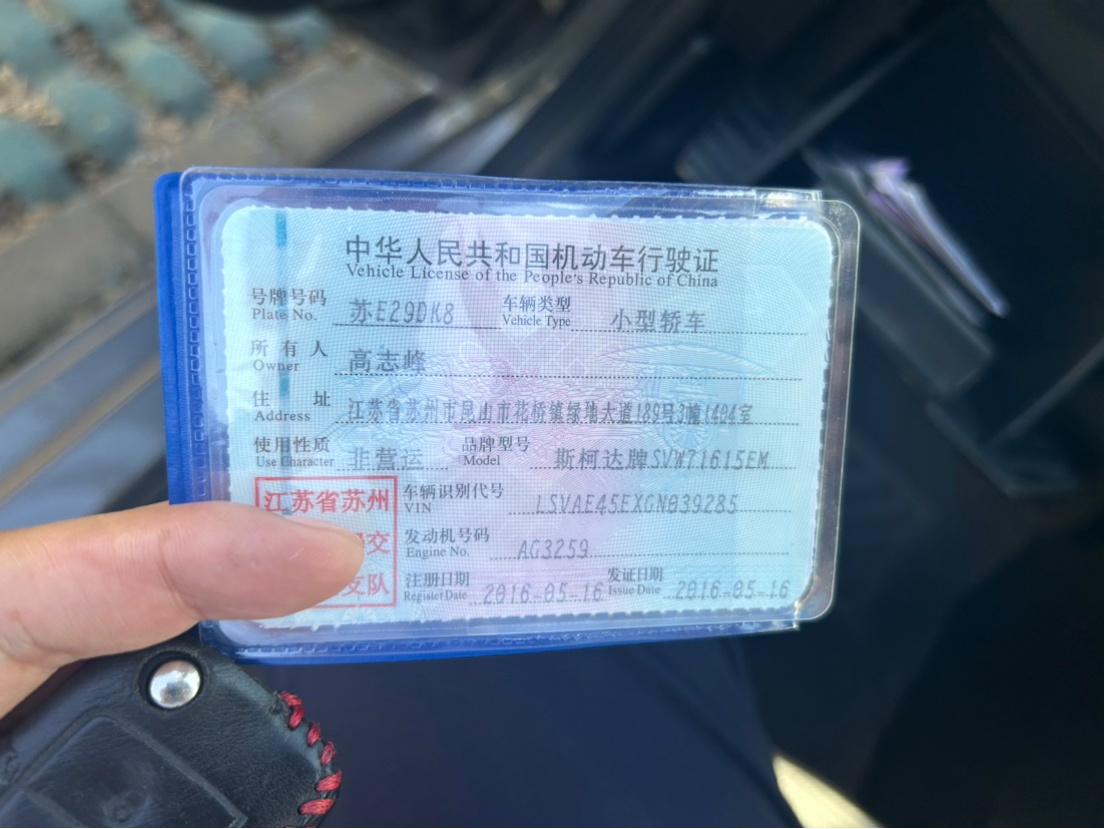 中华人民共和国机动车行驶证
Vehicle License of the People's Republic of China
号牌号码 苏E29DK8 车辆类型 小型轿车
Plate No. Vehicle Type
所有人 高志峰
Owner
住址 江苏省苏州市昆山市花桥镇绿地大道189号3幢1404室
Address
使用性质 非营运 品牌型号 斯柯达牌SVW71615EM
Use Character Model
江苏省苏州 车辆识别代号 LSVAE45EXGN039285
VIN
交 发动机号码 AG3259
Engine No.
支队 注册日期 2016-05-16 发证日期 2016-05-16
Register Date Issue Date